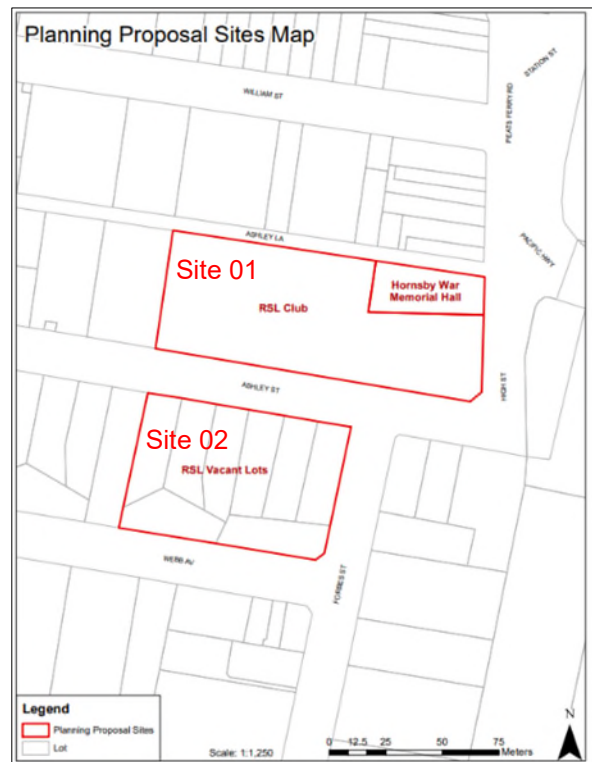 Planning Proposal Sites Map
STATION ST
WILLIAM ST
PEATS FERRY RD
ASHLEY LA
PACIFIC HWY
Site 01
Hornsby War
Memorial Hall
RSL Club
ASHLEY ST
HIGH ST
Site 02
RSL Vacant Lots
WEBB AV
FORBES ST
Legend
Planning Proposal Sites
Lot
Scale: 1:1,250
0 12.5 25 50 75
Meters
N